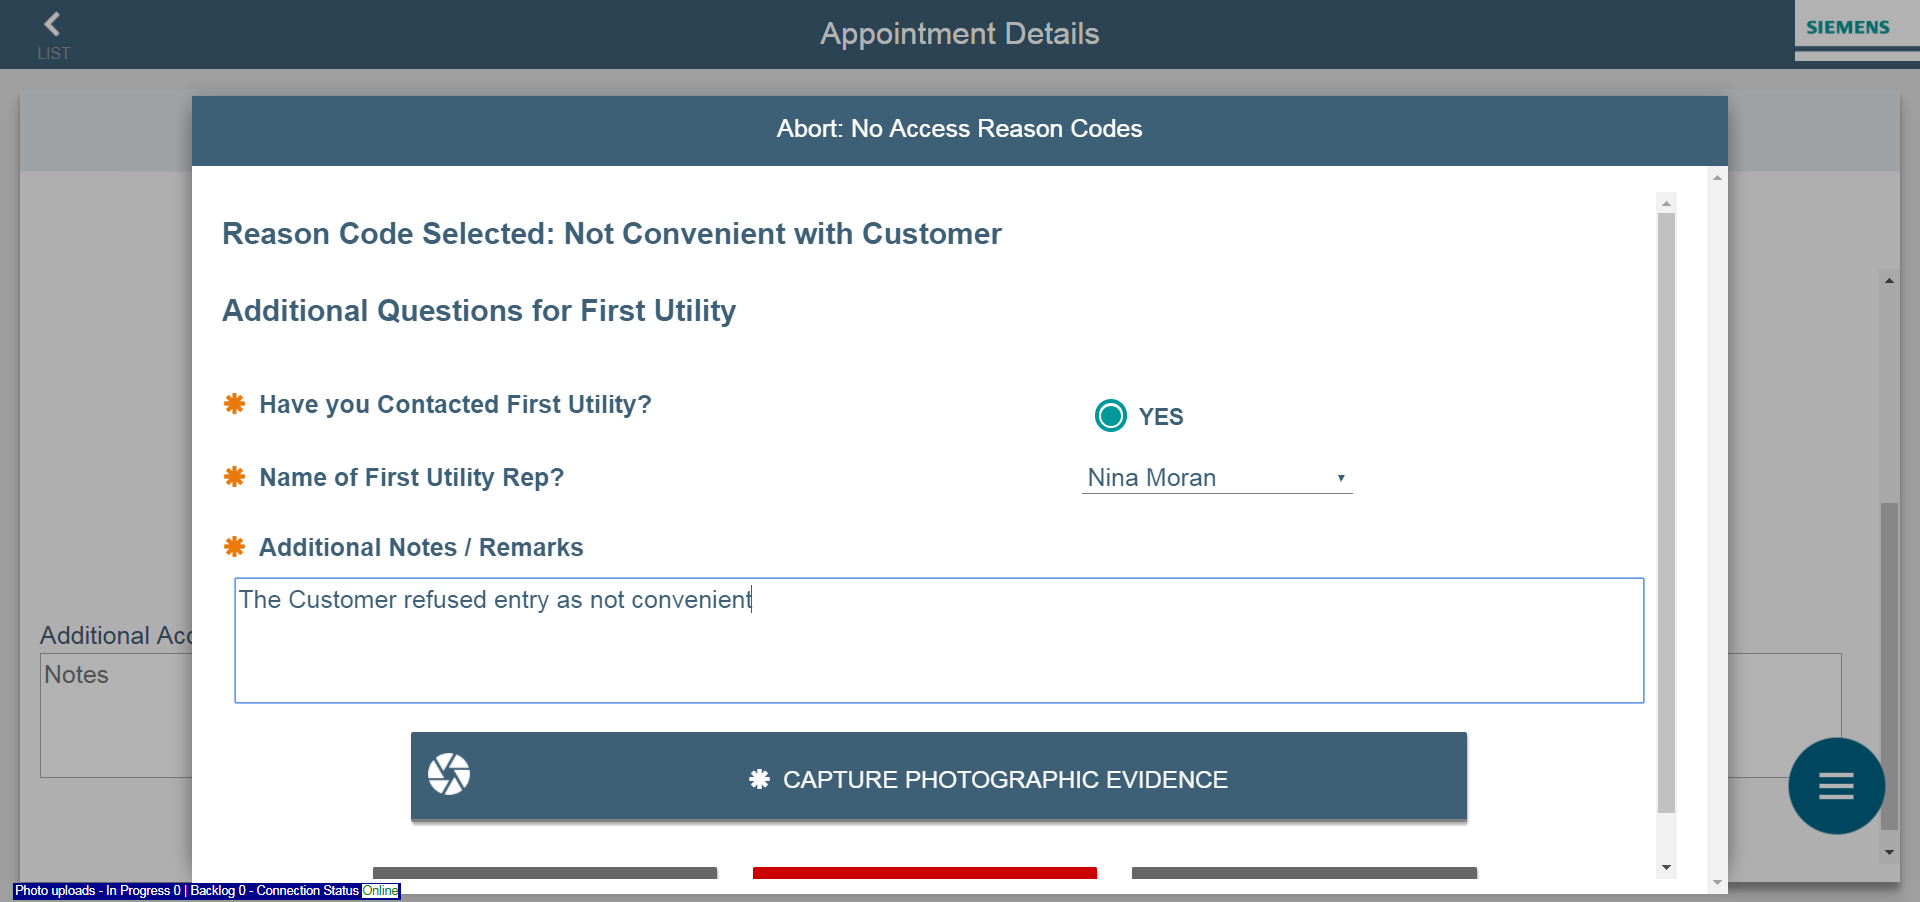 LIST
Appointment Details
SIEMENS
Abort: No Access Reason Codes
Reason Code Selected: Not Convenient with Customer
Additional Questions for First Utility
Have you Contacted First Utility?
YES
Name of First Utility Rep?
Nina Moran
Additional Notes / Remarks
The Customer refused entry as not convenient
Additional Acc
Notes
CAPTURE PHOTOGRAPHIC EVIDENCE
Photo uploads - In Progress 0 | Backlog 0 - Connection Status Online